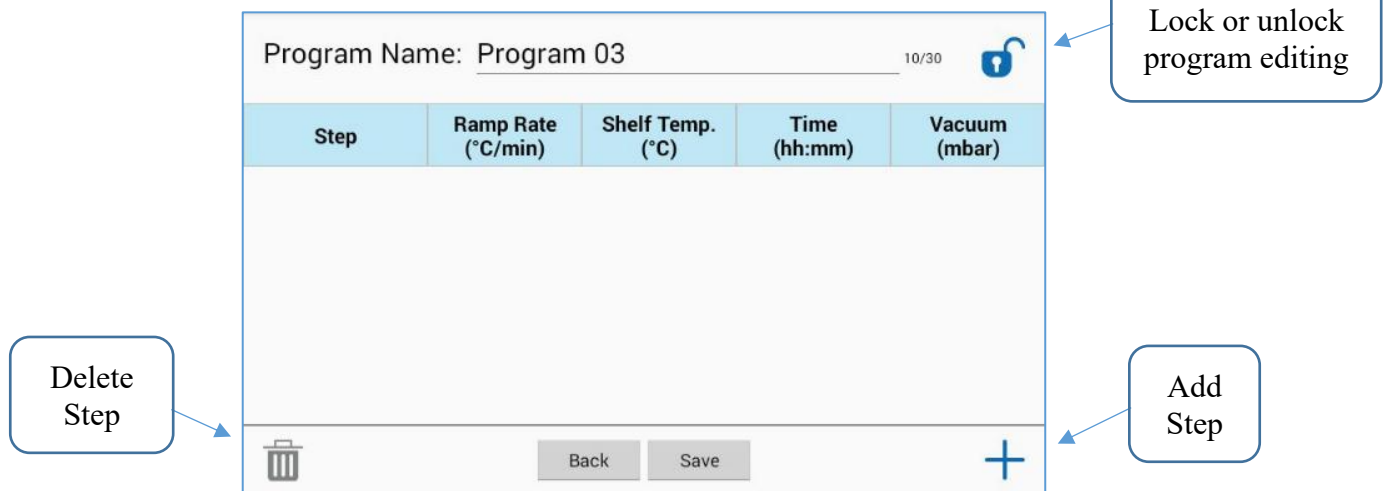 Lock or unlock
program editing
Program Name: Program 03
10/30
Step
Ramp Rate
(°C/min)
Shelf Temp.
(°C)
Time
(hh:mm)
Vacuum
(mbar)
Delete
Step
Back
Save
Add
Step